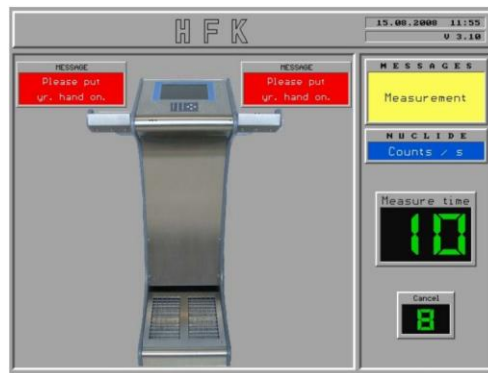 HFK
15.08.2008 11:55
V 3.10
MESSAGE
Please put
yr. hand on.
MESSAGE
Please put
yr. hand on.
MESSAGES
Measurement
NUCLIDE
Counts / s
Measure time
10
Cancel
8